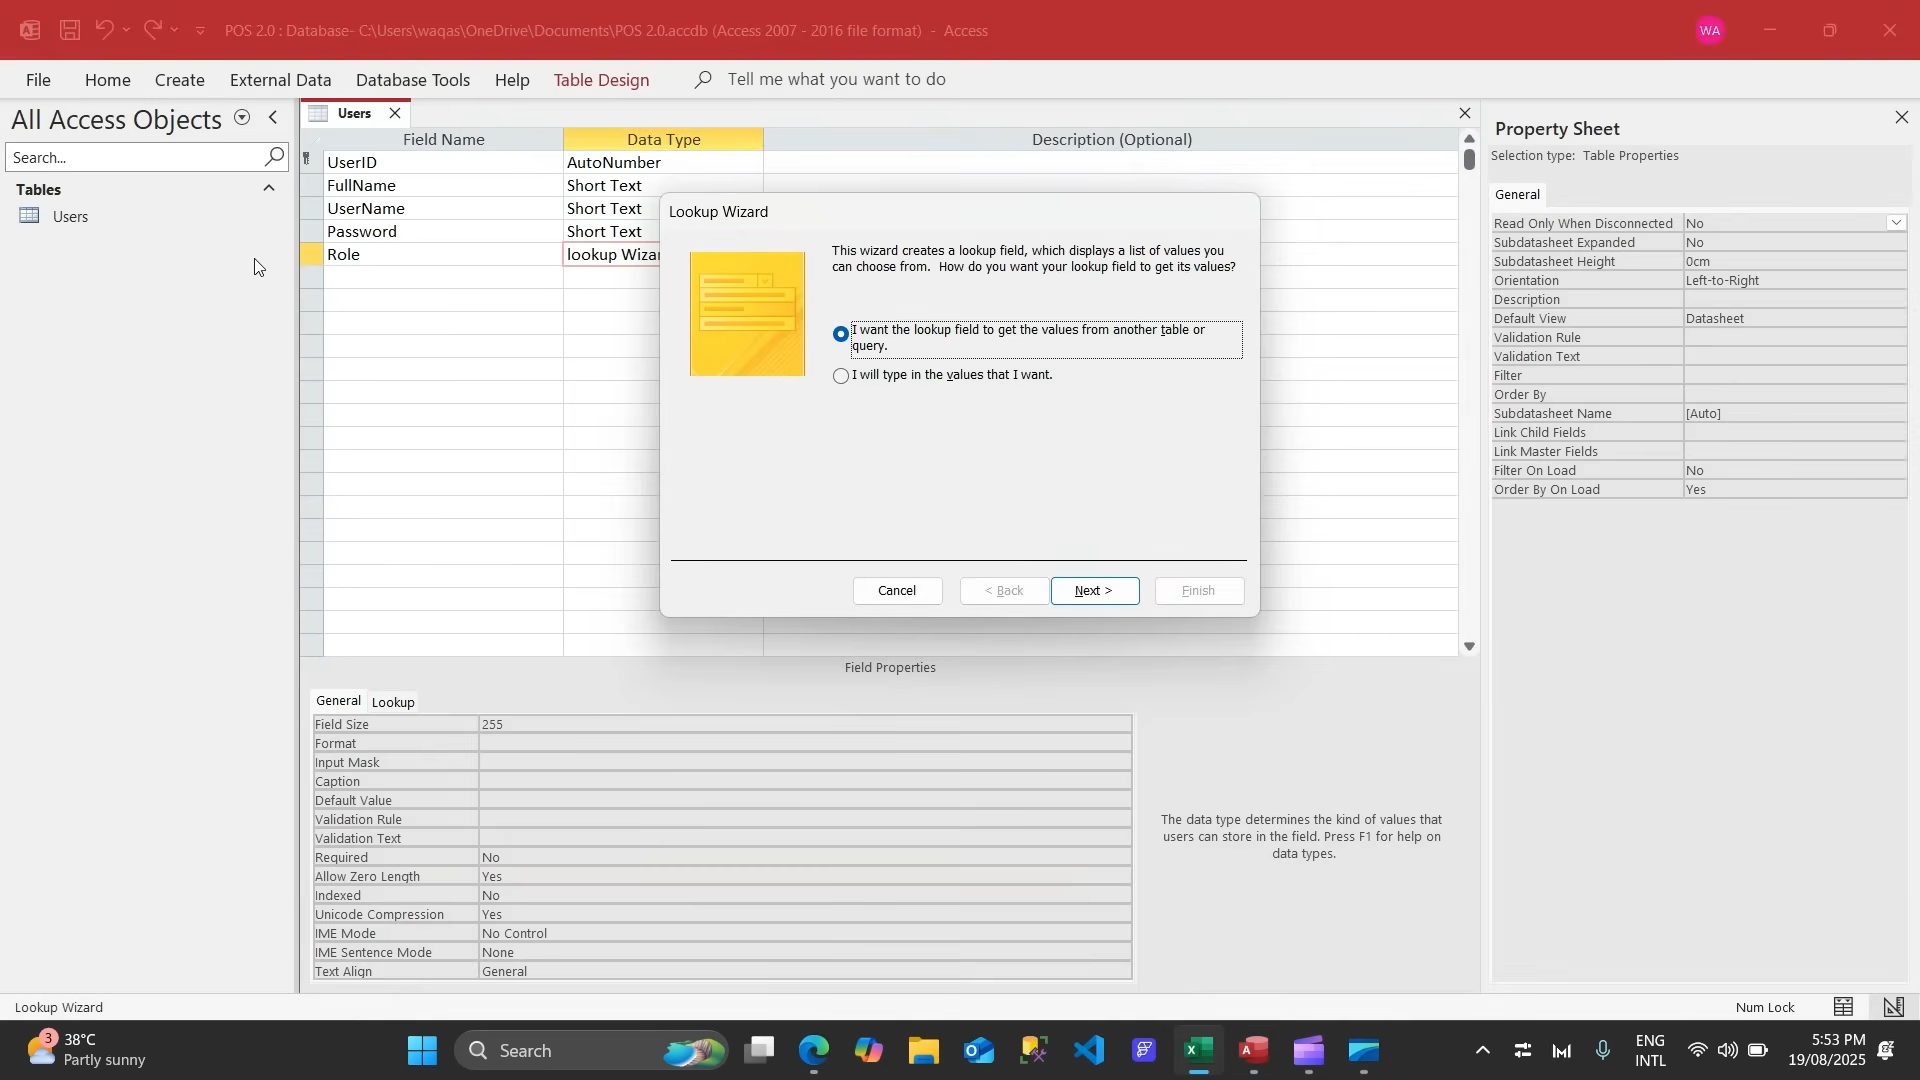 POS 2.0 : Database- C:\Users\waqas\OneDrive\Documents\POS 2.0.accdb (Access 2007 - 2016 file format)  -  Access
WA
File
Home
Create
External Data
Database Tools
Help
Table Design
Tell me what you want to do
All Access Objects
Search...
Tables
Users
Users
Field Name
Data Type
Description (Optional)
UserID
AutoNumber
FullName
Short Text
UserName
Short Text
Password
Short Text
Role
lookup Wizar
Lookup Wizard
This wizard creates a lookup field, which displays a list of values you
can choose from.  How do you want your lookup field to get its values?
I want the lookup field to get the values from another table or
query.
I will type in the values that I want.
Cancel
< Back
Next >
Finish
Property Sheet
Selection type:  Table Properties
General
Read Only When Disconnected No
Subdatasheet Expanded No
Subdatasheet Height 0cm
Orientation Left-to-Right
Description
Default View Datasheet
Validation Rule
Validation Text
Filter
Order By
Subdatasheet Name [Auto]
Link Child Fields
Link Master Fields
Filter On Load No
Order By On Load Yes
Field Properties
General
Lookup
Field Size 255
Format
Input Mask
Caption
Default Value
Validation Rule
Validation Text
Required No
Allow Zero Length Yes
Indexed No
Unicode Compression Yes
IME Mode No Control
IME Sentence Mode None
Text Align General
The data type determines the kind of values that
users can store in the field. Press F1 for help on
data types.
Lookup Wizard
Num Lock
3
38°C
Partly sunny
Search
ENG
INTL
5:53 PM
19/08/2025